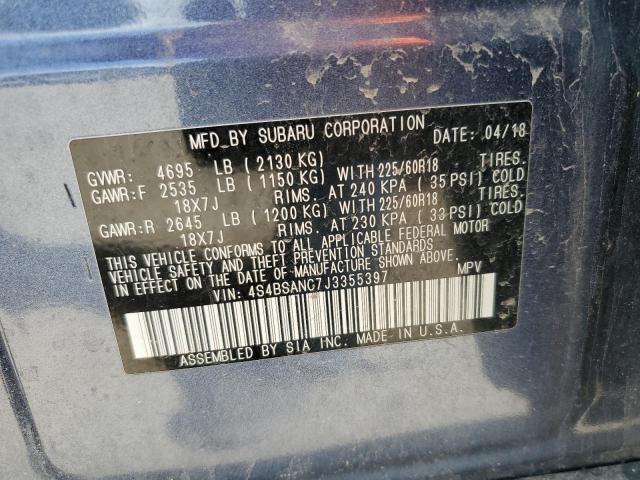 MFD_BY SUBARU CORPORATION DATE: 04/18
GVWR: 4695 LB (2130 KG)
GAWR:F 2535 LB (1150 KG) WITH 225/60R18 TIRES.
18X7J RIMS. AT 240 KPA (35 PSI) COLD
GAWR:R 2645 LB (1200 KG) WITH 225/60R18 TIRES.
18X7J RIMS. AT 230 KPA (33 PSI) COLD
THIS VEHICLE CONFORMS TO ALL APPLICABLE FEDERAL MOTOR
VEHICLE SAFETY AND THEFT PREVENTION STANDARDS
IN EFFECT ON THE DATE OF MANUFACTURE SHOWN ABOVE.
VIN: 4S4BSANC7J3355397 MPV
ASSEMBLED BY SIA INC. MADE IN U.S.A.